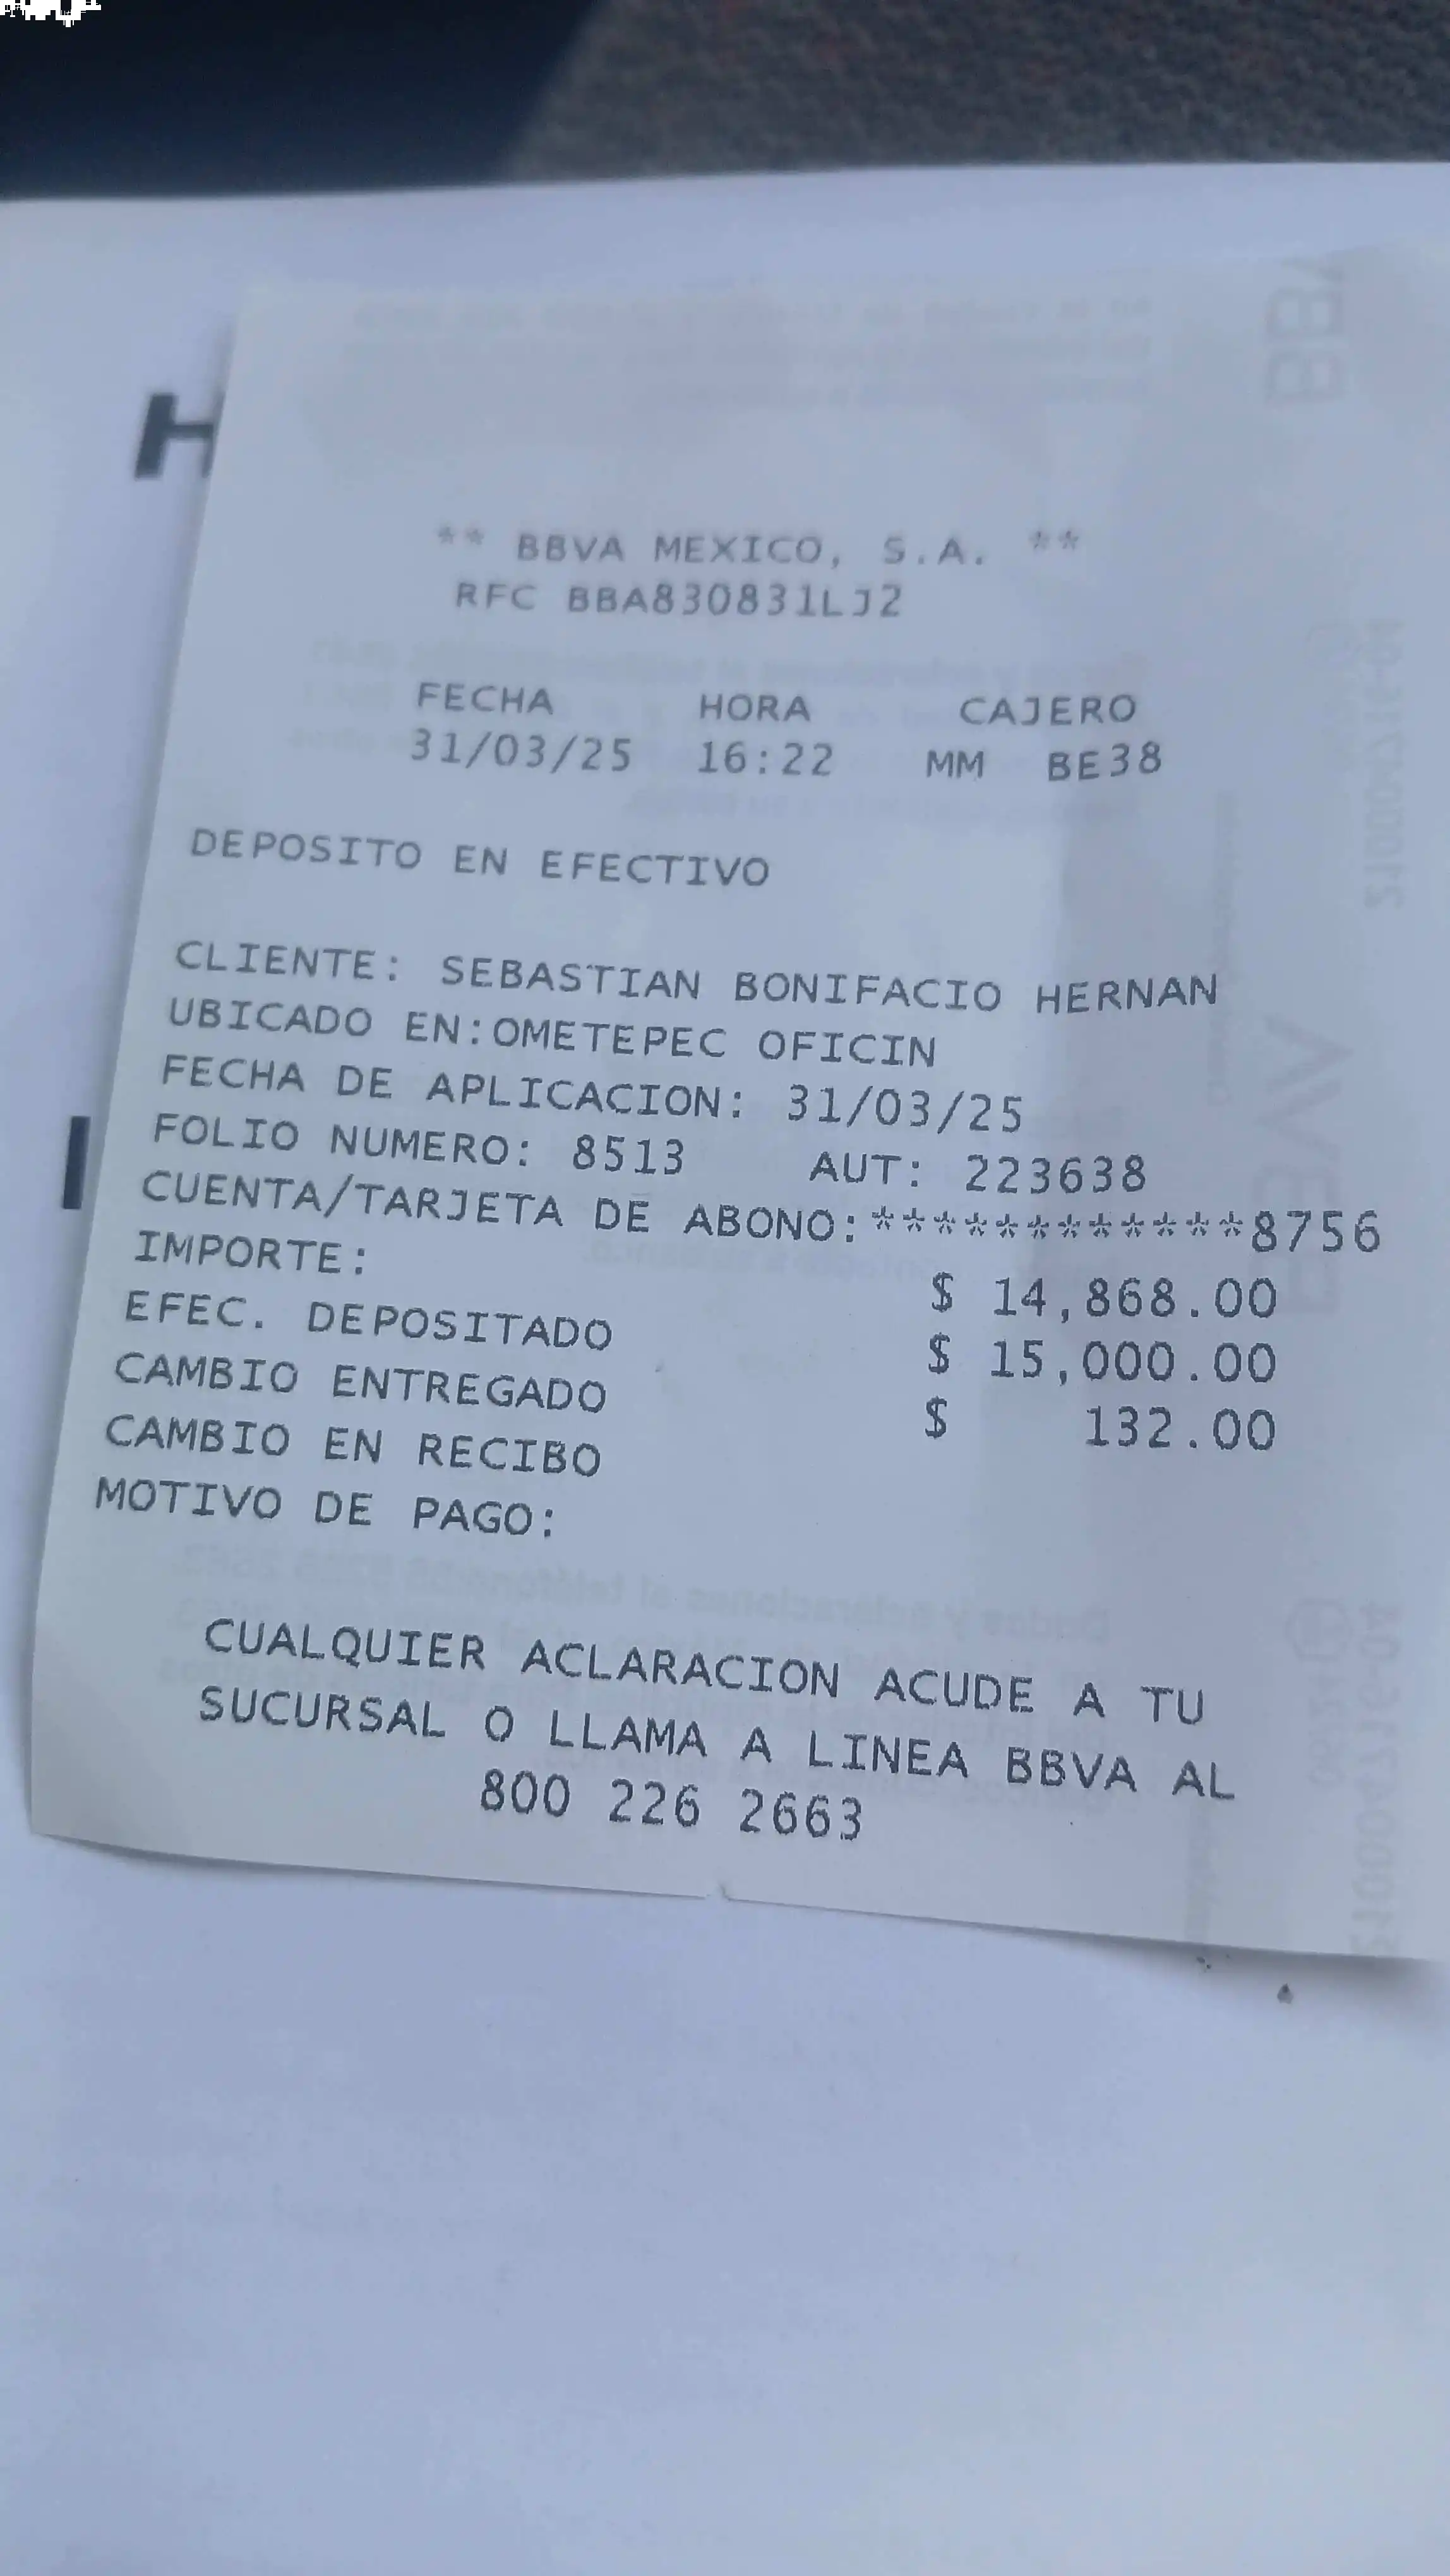 ** BBVA MEXICO, S.A. **
RFC BBA830831LJ2
FECHA HORA CAJERO
31/03/25 16:22 MM BE38
DEPOSITO EN EFECTIVO
CLIENTE: SEBASTIAN BONIFACIO HERNAN
UBICADO EN:OMETEPEC OFICIN
FECHA DE APLICACION: 31/03/25
FOLIO NUMERO: 8513 AUT: 223638
CUENTA/TARJETA DE ABONO:************8756
IMPORTE: $ 14,868.00
EFEC. DEPOSITADO $ 15,000.00
CAMBIO ENTREGADO $ 132.00
CAMBIO EN RECIBO
MOTIVO DE PAGO:
CUALQUIER ACLARACION ACUDE A TU
SUCURSAL O LLAMA A LINEA BBVA AL
800 226 2663